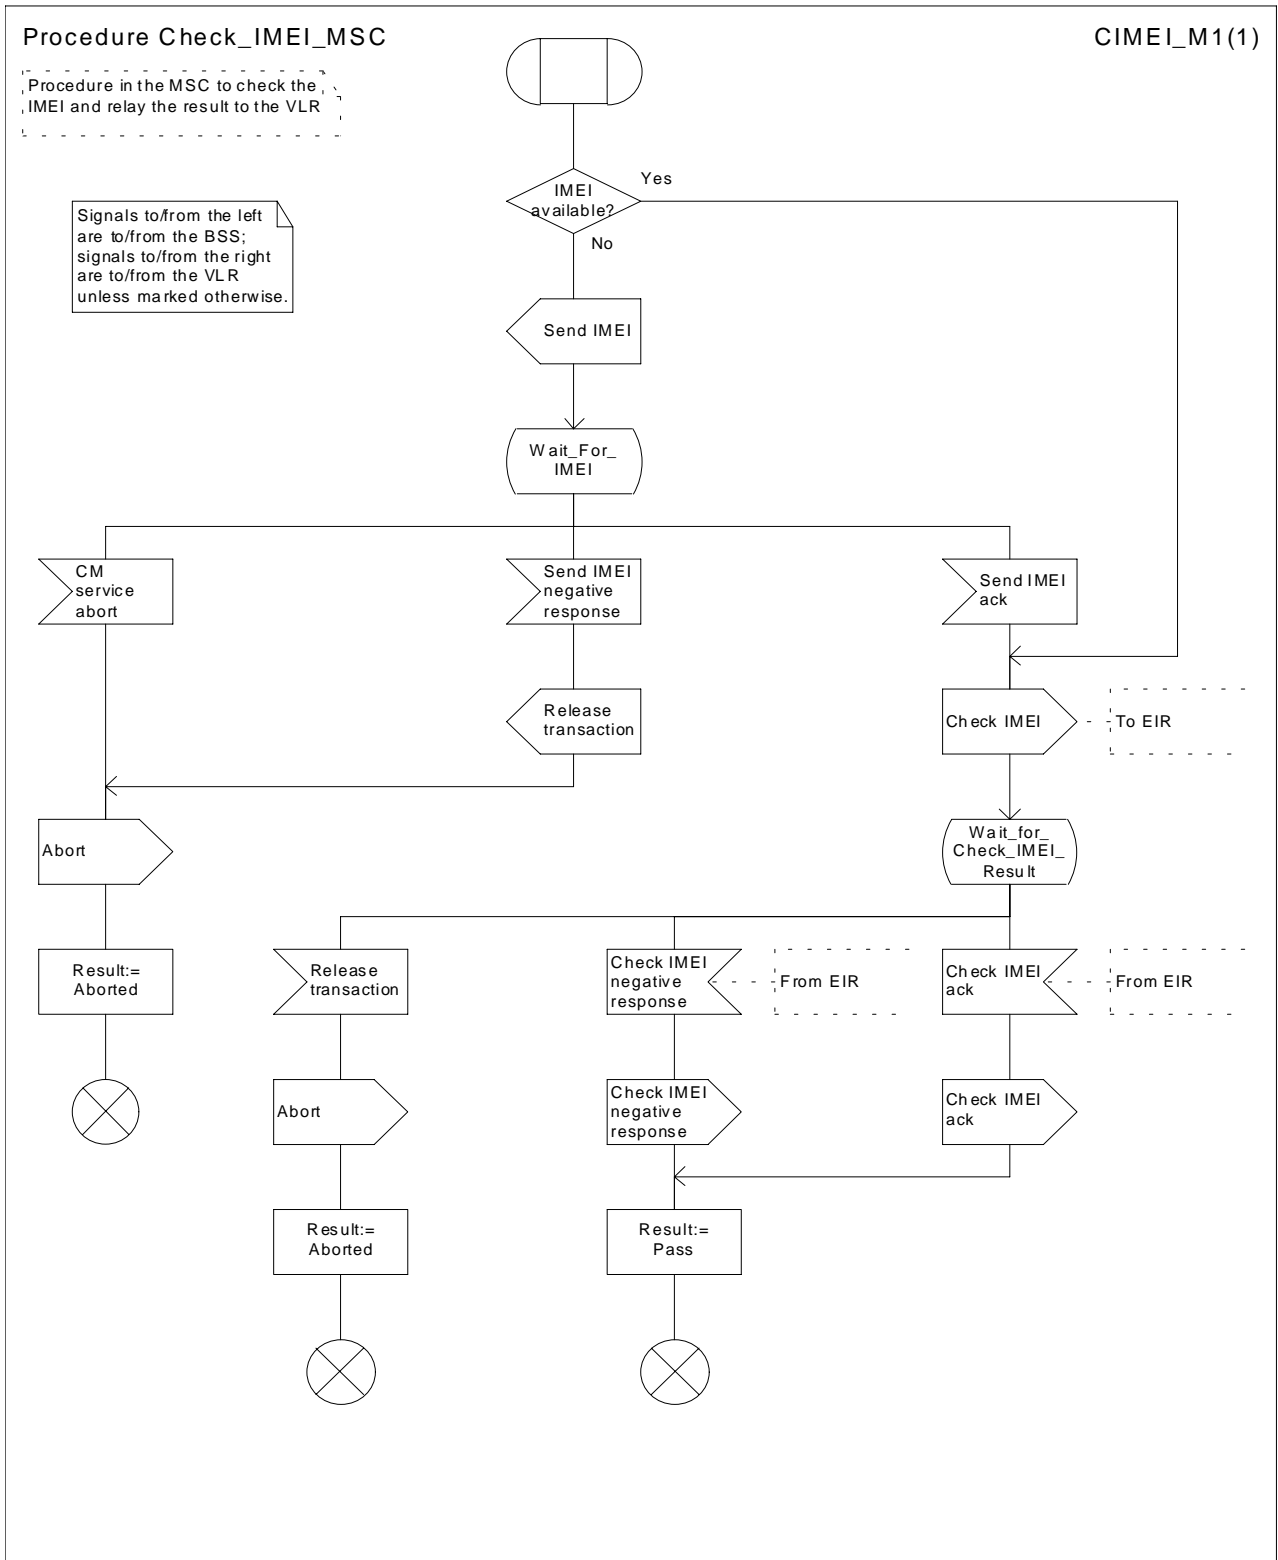 Procedure Check_IMEI_MSC
CIMEI_M1(1)
Procedure in the MSC to check the
IMEI and relay the result to the VLR
Signals to/from the left
are to/from the BSS;
signals to/from the right
are to/from the VLR
unless marked otherwise.
IMEI
available?
Yes
No
Send IMEI
Wait_For_
IMEI
CM
service
abort
Send IMEI
negative
response
Send IMEI
ack
Release
transaction
Check IMEI
To EIR
Abort
Wait_for_
Check_IMEI_
Result
Result:=
Aborted
Release
transaction
Check IMEI
negative
response
From EIR
Check IMEI
ack
From EIR
Abort
Check IMEI
negative
response
Check IMEI
ack
Result:=
Aborted
Result:=
Pass